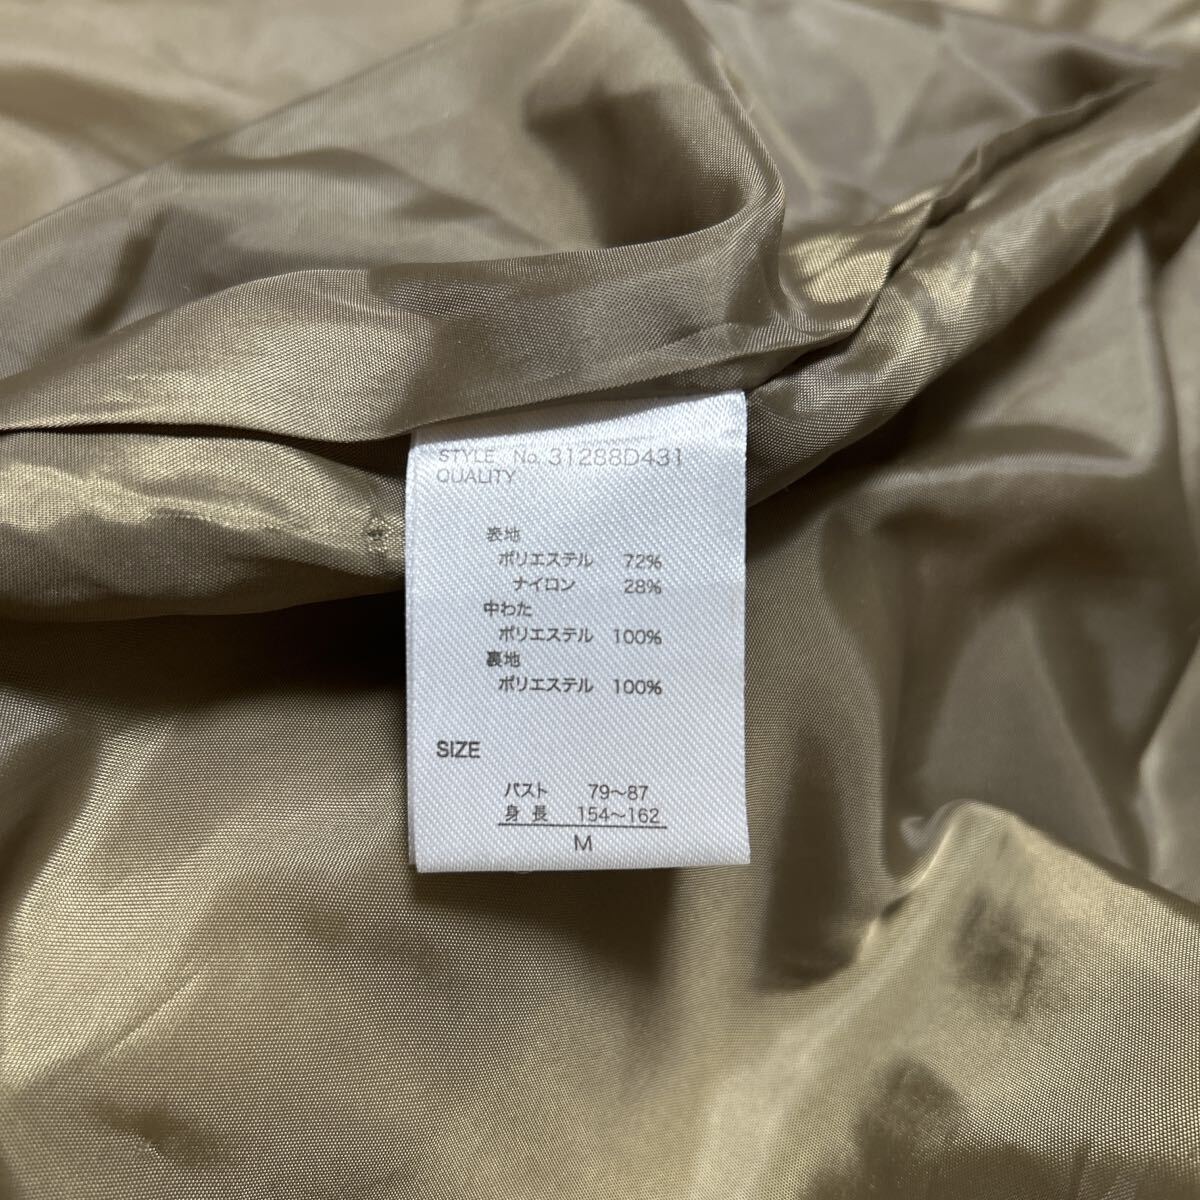 STYLE No. 31288D431
QUALITY
表地
ポリエステル 72%
ナイロン 28%
中わた
ポリエステル 100%
裏地
ポリエステル 100%
SIZE
バスト 79～87
身長 154～162
M